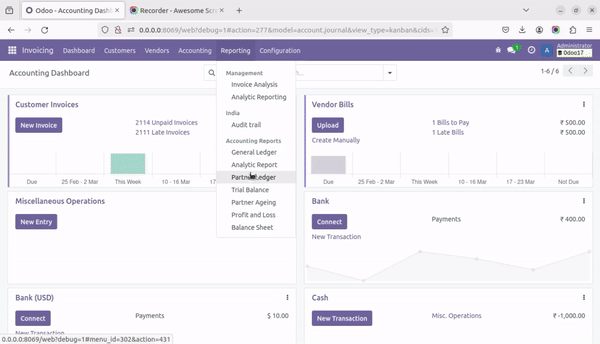 Odoo - Accounting Dashb
Recorder - Awesome Scr
0.0.0.0:8069/web?debug=1#action=277&model=account.journal&view_type=kanban&cids=
Invoicing Dashboard Customers Vendors Accounting Reporting Configuration
A
Administrator
Odoo17
Accounting Dashboard
1-6 / 6
Management
Invoice Analysis
Analytic Reporting
India
Audit trail
Accounting Reports
General Ledger
Analytic Report
Partner Ledger
Trial Balance
Partner Ageing
Profit and Loss
Balance Sheet
Customer Invoices
New Invoice
2114 Unpaid Invoices
2111 Late Invoices
Due 25 Feb - 2 Mar This Week 10 - 16 Mar
Vendor Bills
Upload
1 Bills to Pay ₹ 500.00
1 Late Bills ₹ 500.00
Create Manually
Due 25 Feb - 2 Mar This Week 10 - 16 Mar 17 - 23 Mar Not Due
Miscellaneous Operations
New Entry
Bank
Connect
Payments ₹ 400.00
New Transaction
Bank (USD)
Connect
Payments $ 10.00
New Transaction
Cash
New Transaction
Misc. Operations ₹ -1,000.00
0.0.0.0:8069/web?debug=1#menu_id=302&action=431